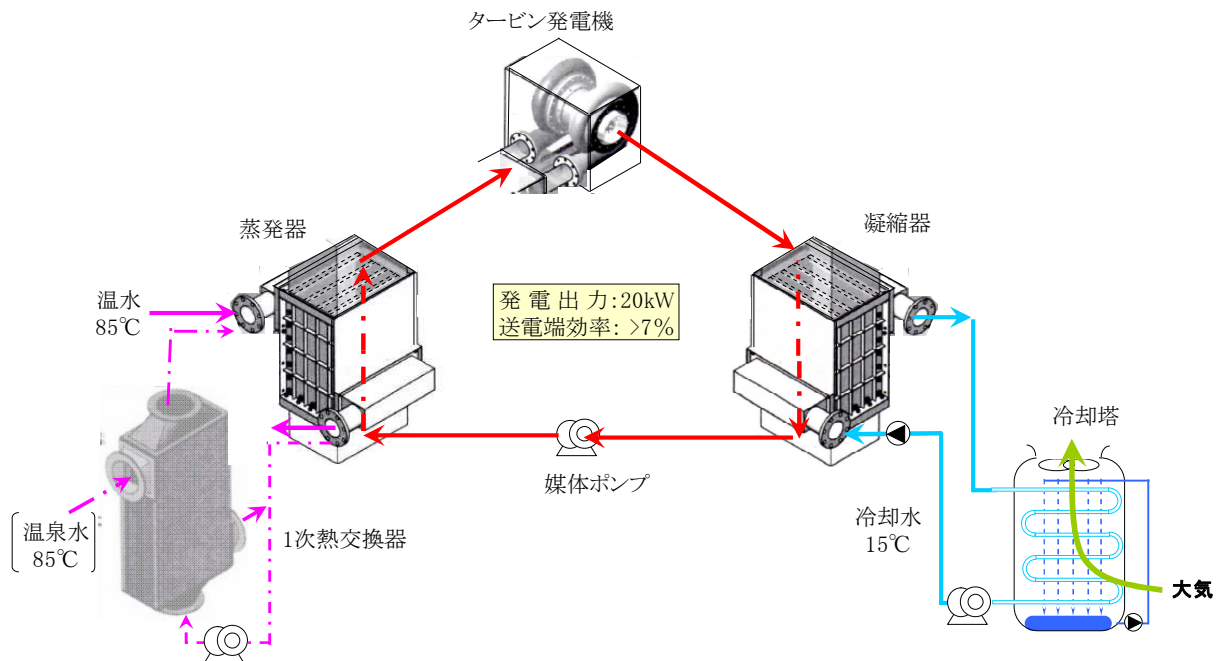 タービン発電機
蒸発器
凝縮器
温水
85℃
発電出力:20kW
送電端効率: >7%
冷却塔
媒体ポンプ
温泉水
85℃
1次熱交換器
冷却水
15℃
大気